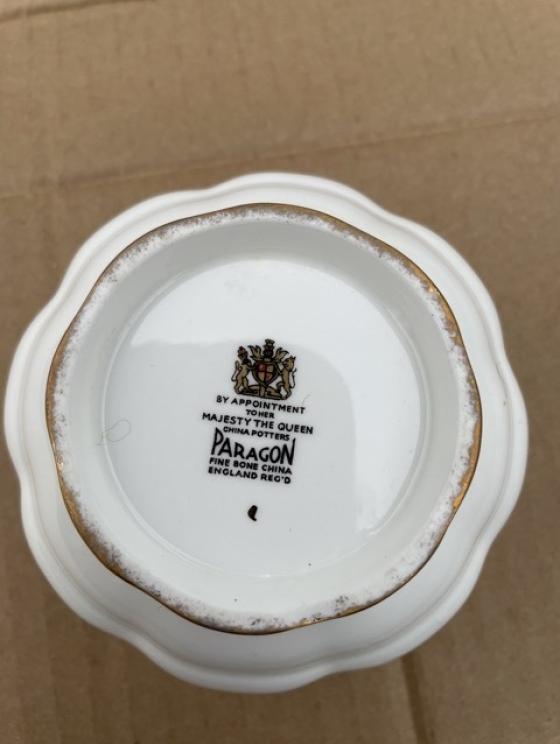 BY APPOINTMENT
TO HER
MAJESTY THE QUEEN
CHINA POTTERS
PARAGON
FINE BONE CHINA
ENGLAND REG'D